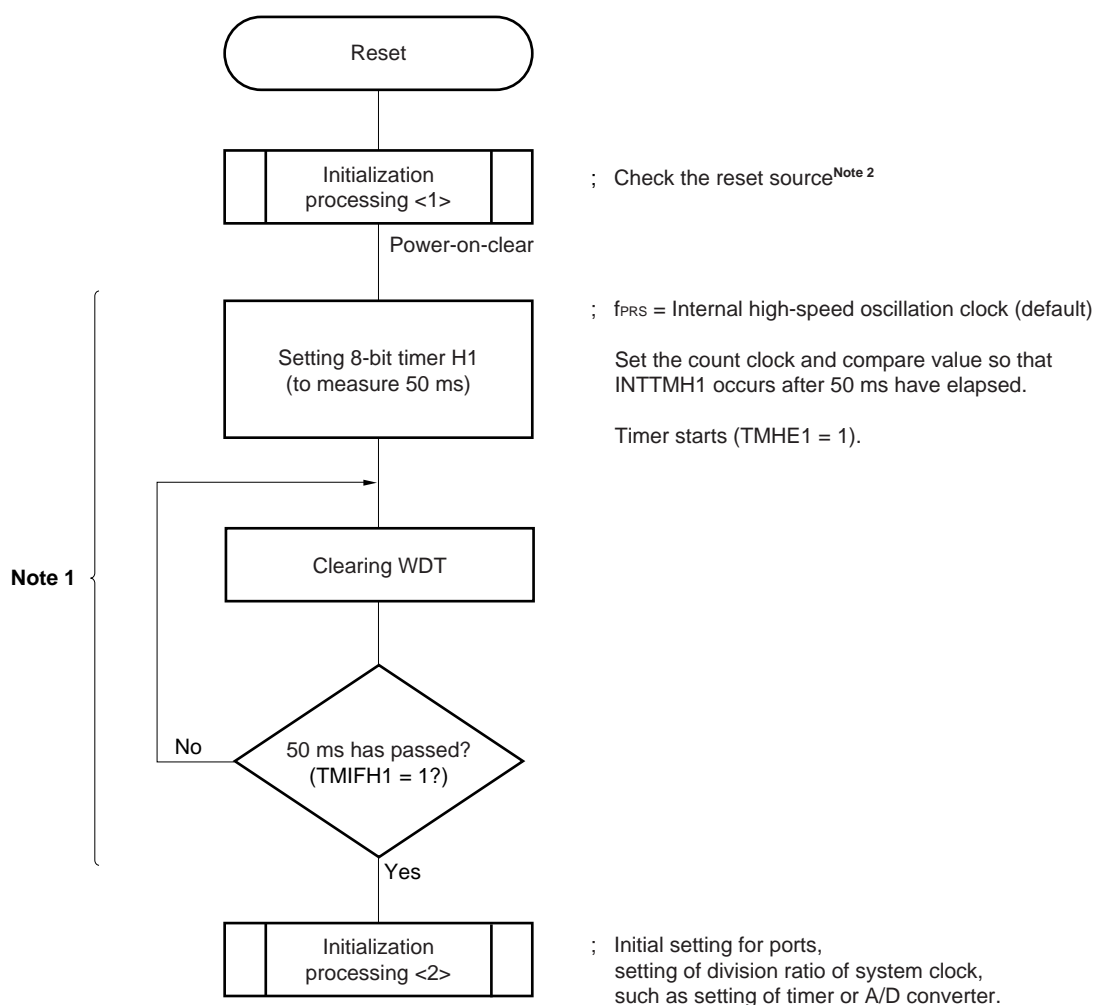 Reset
Initialization
processing <1>
; Check the reset sourceNote 2
Power-on-clear
Setting 8-bit timer H1
(to measure 50 ms)
; fPRS = Internal high-speed oscillation clock (default)
Set the count clock and compare value so that
INTTMH1 occurs after 50 ms have elapsed.
Timer starts (TMHE1 = 1).
Note 1
Clearing WDT
No
50 ms has passed?
(TMIFH1 = 1?)
Yes
Initialization
processing <2>
; Initial setting for ports,
setting of division ratio of system clock,
such as setting of timer or A/D converter.